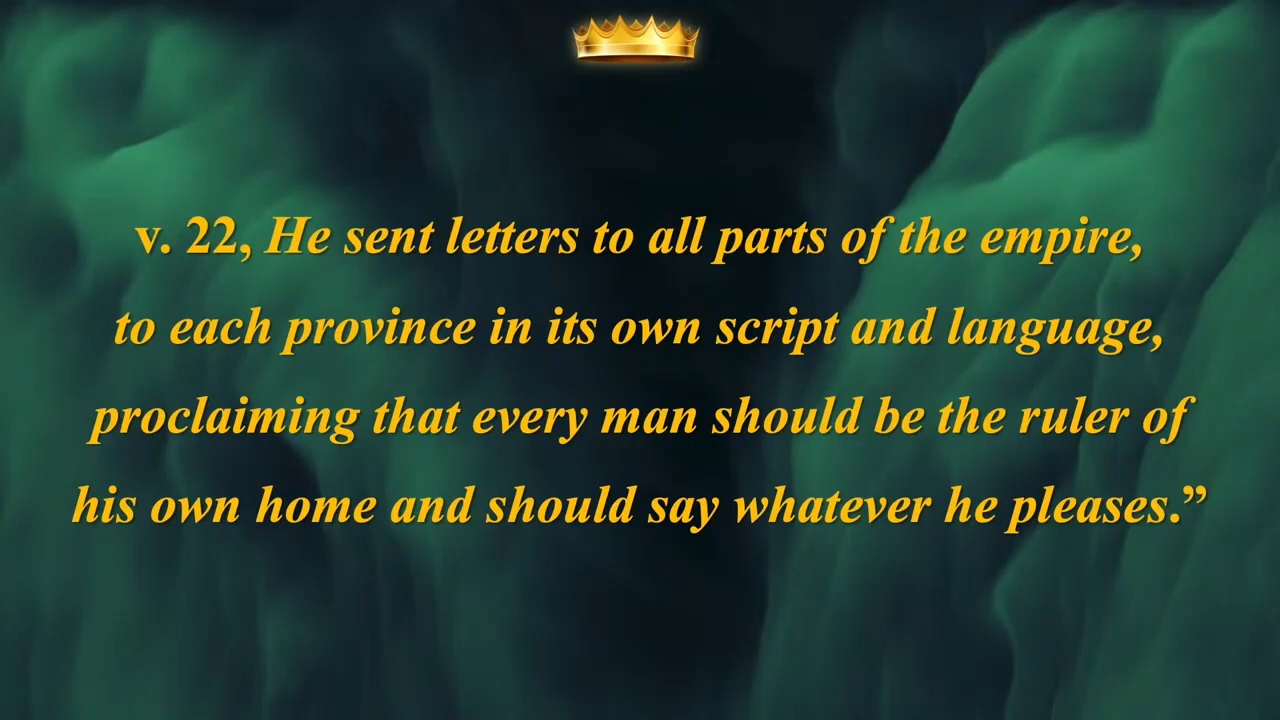 v. 22, He sent letters to all parts of the empire,
to each province in its own script and language,
proclaiming that every man should be the ruler of
his own home and should say whatever he pleases.”